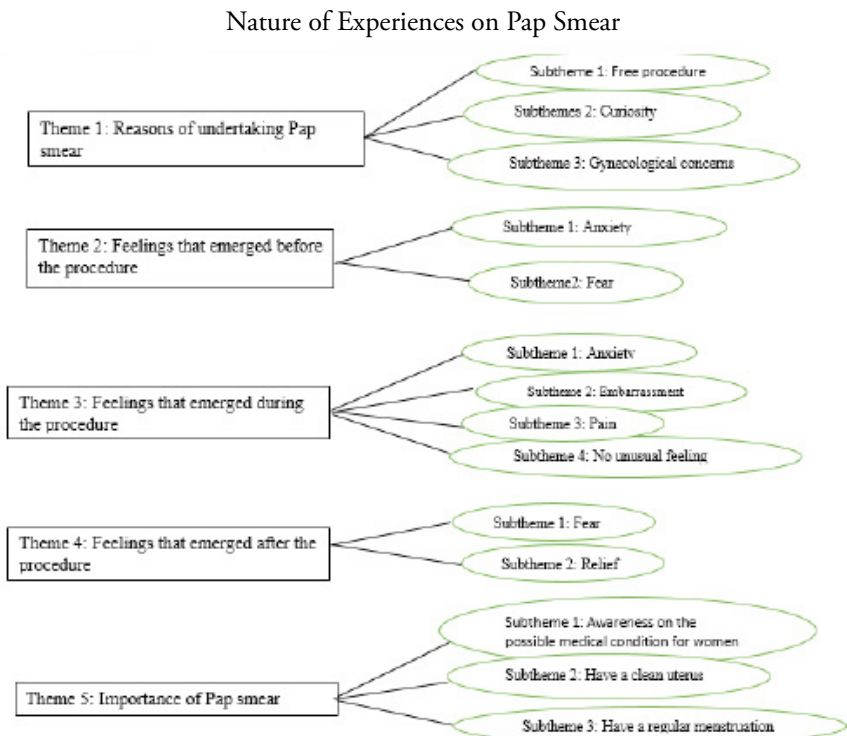 Nature of Experiences on Pap Smear
Subtheme 1: Free procedure
Theme 1: Reasons of undertaking Pap
smear
Subthemes 2: Curiosity
Subtheme 3: Gynecological concerns
Theme 2: Feelings that emerged before
the procedure
Subtheme 1: Anxiety
Subtheme2: Fear
Theme 3: Feelings that emerged during
the procedure
Subtheme 1: Anxiety
Subtheme 2: Embarrassment
Subtheme 3: Pain
Subtheme 4: No unusual feeling
Theme 4: Feelings that emerged after the
procedure
Subtheme 1: Fear
Subtheme 2: Relief
Theme 5: Importance of Pap smear
Subtheme 1: Awareness on the
possible medical condition for women
Subtheme 2: Have a clean uterus
Subtheme 3: Have a regular menstruation